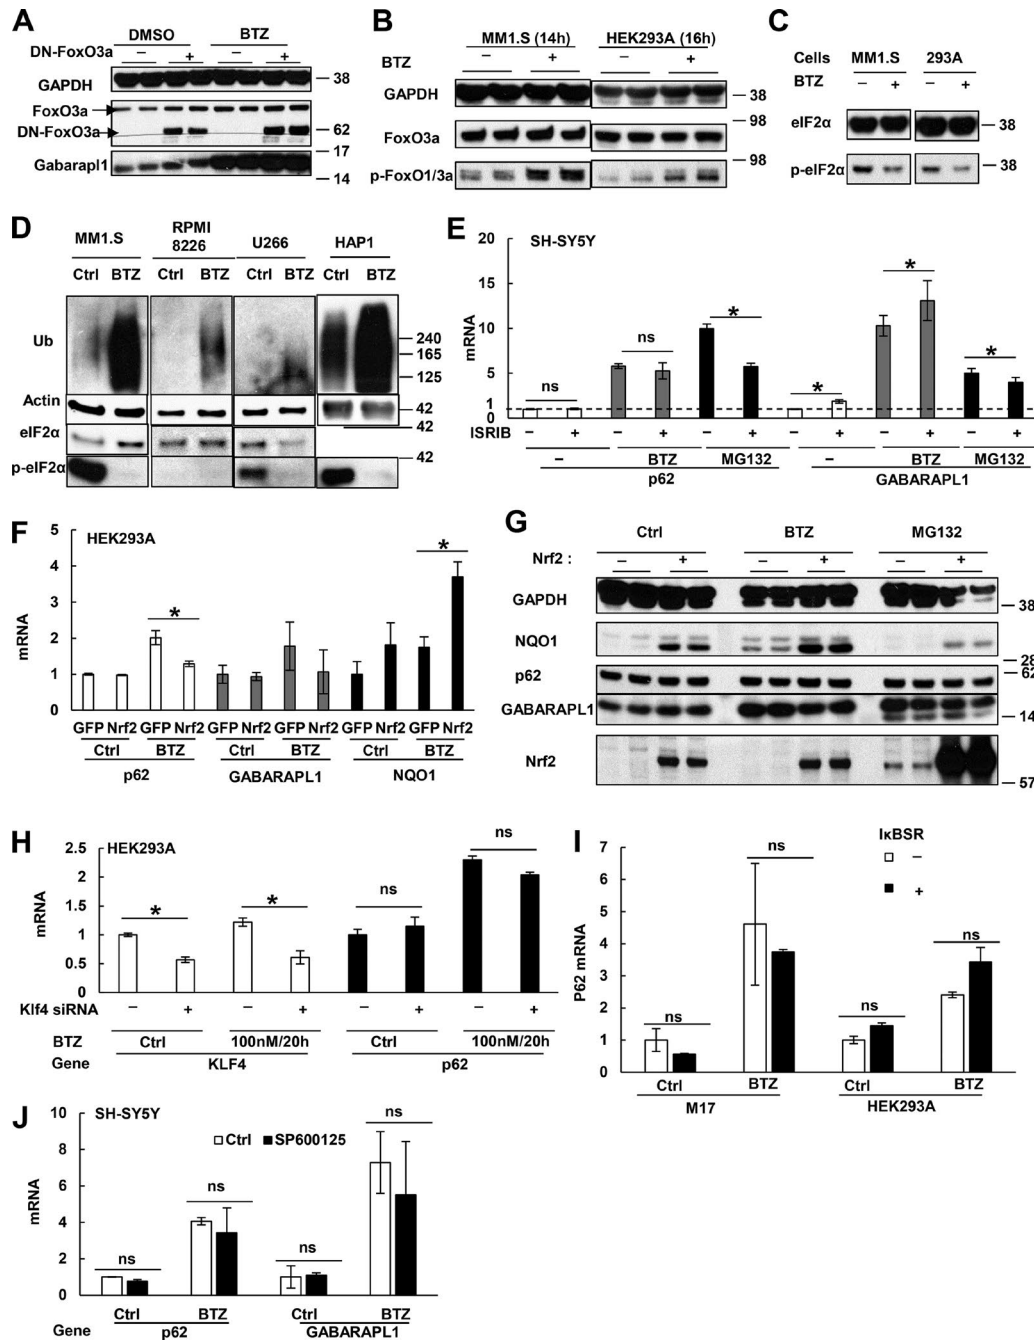 A
DMSO BTZ
DN-FoxO3a – + – +
GAPDH 38
FoxO3a
DN-FoxO3a 62
17
Gabarapl1
14
B
MM1.S (14h) HEK293A (16h)
BTZ – + – +
GAPDH 38
98
FoxO3a
98
p-FoxO1/3a
C
Cells MM1.S 293A
BTZ – + – +
eIF2α 38
38
p-eIF2α
D
MM1.S RPMI 8226 U266 HAP1
Ctrl BTZ Ctrl BTZ Ctrl BTZ Ctrl BTZ
Ub
240
165
125
Actin 42
42
eIF2α
42
p-eIF2α
E
SH-SY5Y
mRNA
20
15
10
5
1
0
ns ns * * * *
ISRIB – + – + – + – + – + – +
– BTZ MG132 – BTZ MG132
p62 GABARAPL1
F
HEK293A
mRNA
5
4
3
2
1
0
* *
GFP Nrf2 GFP Nrf2 GFP Nrf2 GFP Nrf2 GFP Nrf2 GFP Nrf2
Ctrl BTZ Ctrl BTZ Ctrl BTZ
p62 GABARAPL1 NQO1
G
Ctrl BTZ MG132
Nrf2 : – + – + – +
GAPDH
38
NQO1
28
p62 62
GABARAPL1
14
Nrf2
57
H
HEK293A
mRNA
2.5
2
1.5
1
0.5
0
* * ns ns
Klf4 siRNA – + – + – + – +
BTZ Ctrl 100nM/20h Ctrl 100nM/20h
Gene KLF4 p62
I
IκBSR
–
+
P62 mRNA
7
6
5
4
3
2
1
0
ns ns ns ns
Ctrl BTZ Ctrl BTZ
M17 HEK293A
J
SH-SY5Y
Ctrl SP600125
mRNA
10
8
6
4
2
0
ns ns ns ns
Ctrl BTZ Ctrl BTZ
Gene p62 GABARAPL1